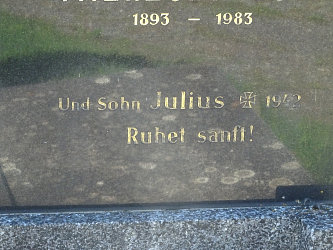 1893 – 1983
Und Sohn Julius ✠ 1942
Ruhet sanft!